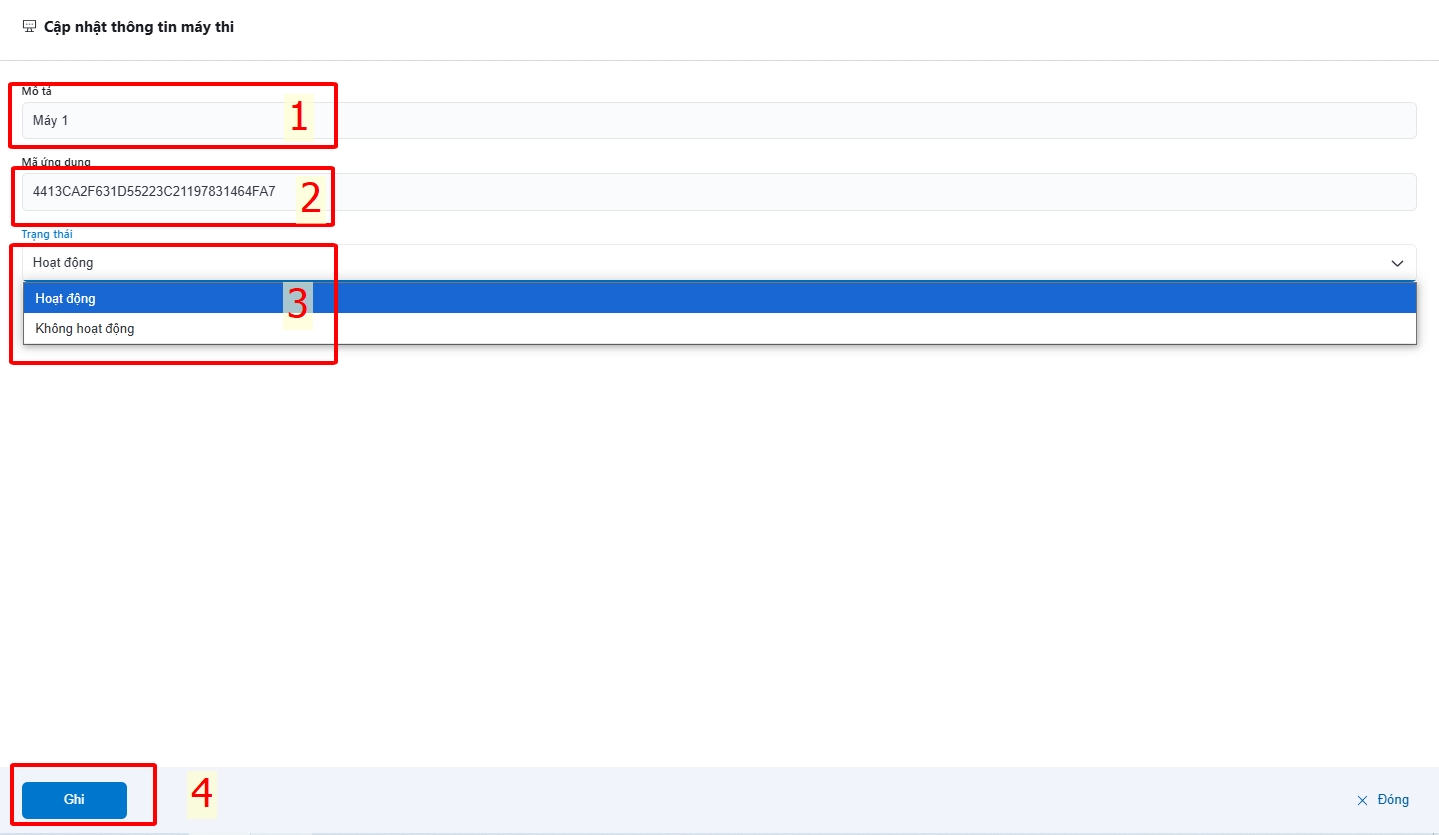 Cập nhật thông tin máy thi
Mô tả
Máy 1
1
Mã ứng dụng
4413CA2F631D55223C21197831464FA7
2
Trạng thái
Hoạt động
Hoạt động
3
Không hoạt động
Ghi
4
Đóng